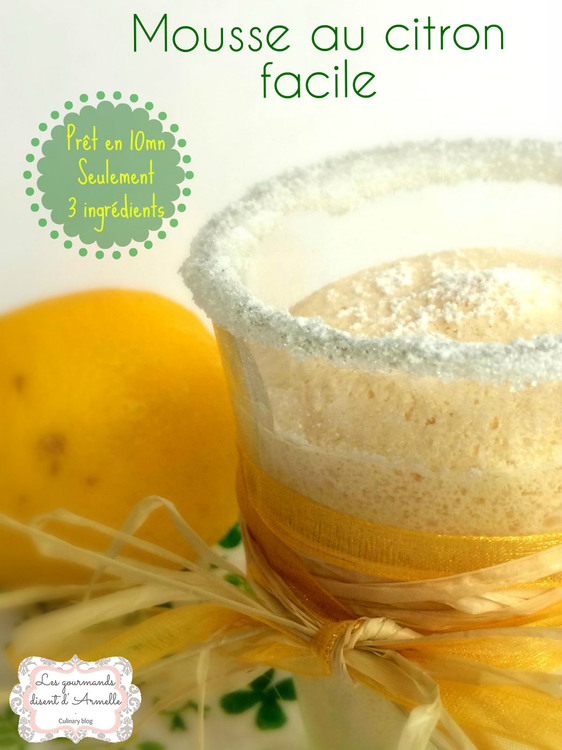 Mousse au citron
facile
Prêt en 10mn
Seulement
3 ingrédients
Les gourmands
disent d' Armelle
Culinary blog